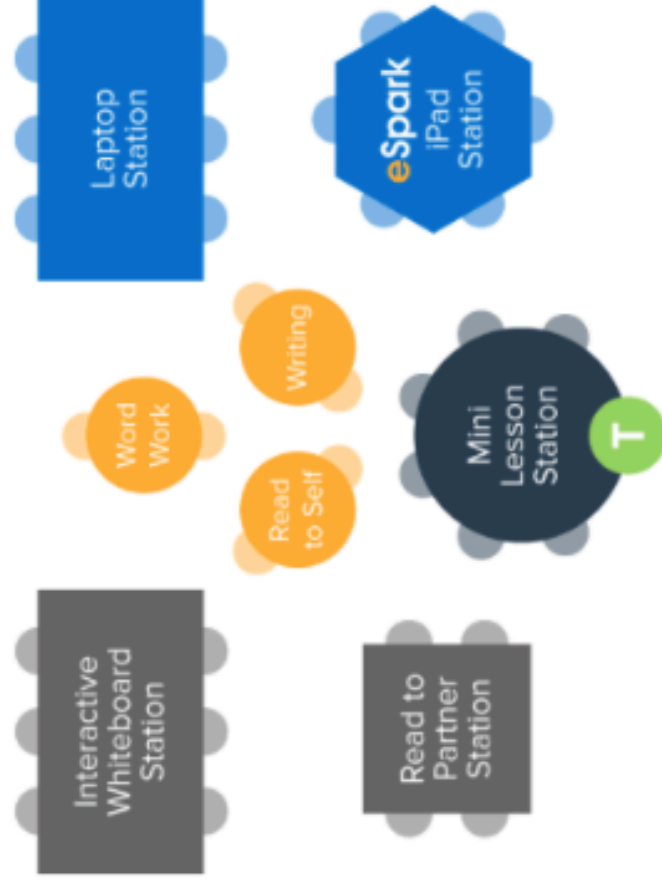 Interactive
Whiteboard
Station
Word
Work
Laptop
Station
Read
to Self
Writing
Read to
Partner
Station
Mini
Lesson
Station
T
eSpark
iPad
Station